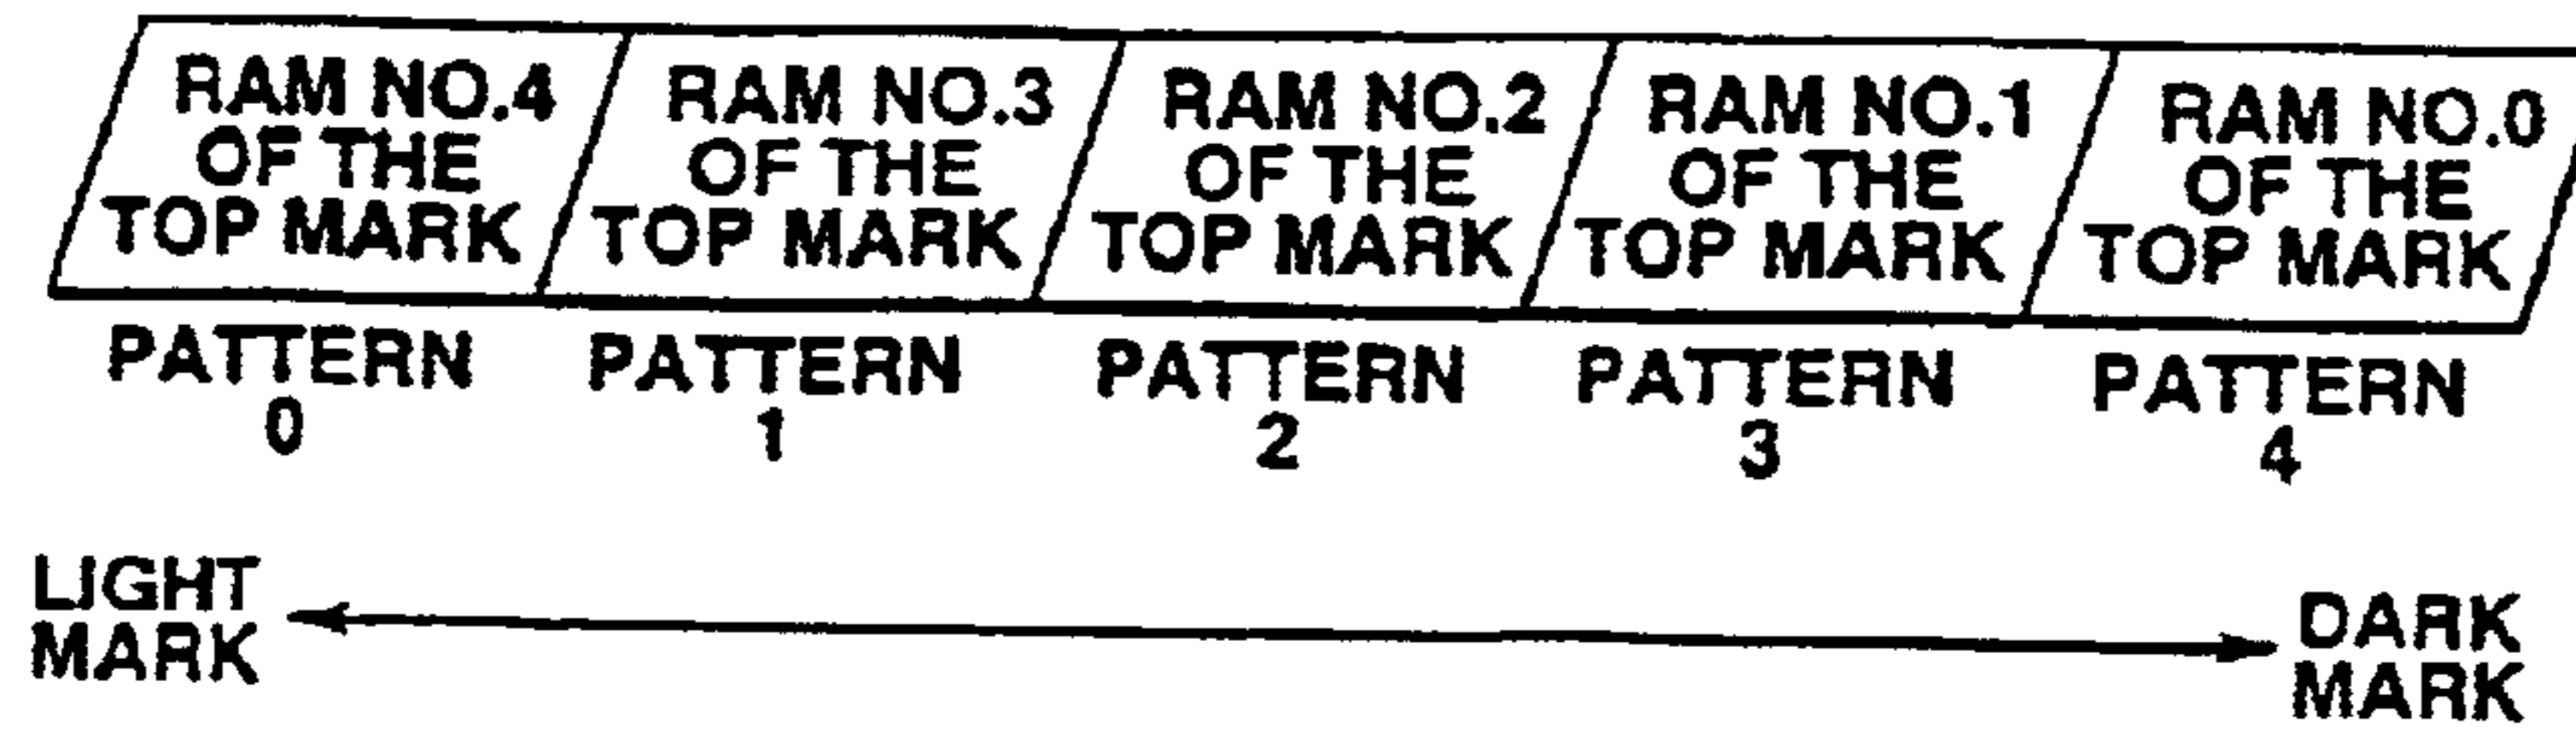 RAM NO.4
OF THE
TOP MARK
RAM NO.3
OF THE
TOP MARK
RAM NO.2
OF THE
TOP MARK
RAM NO.1
OF THE
TOP MARK
RAM NO.0
OF THE
TOP MARK
PATTERN
0
PATTERN
1
PATTERN
2
PATTERN
3
PATTERN
4
LIGHT
MARK
DARK
MARK